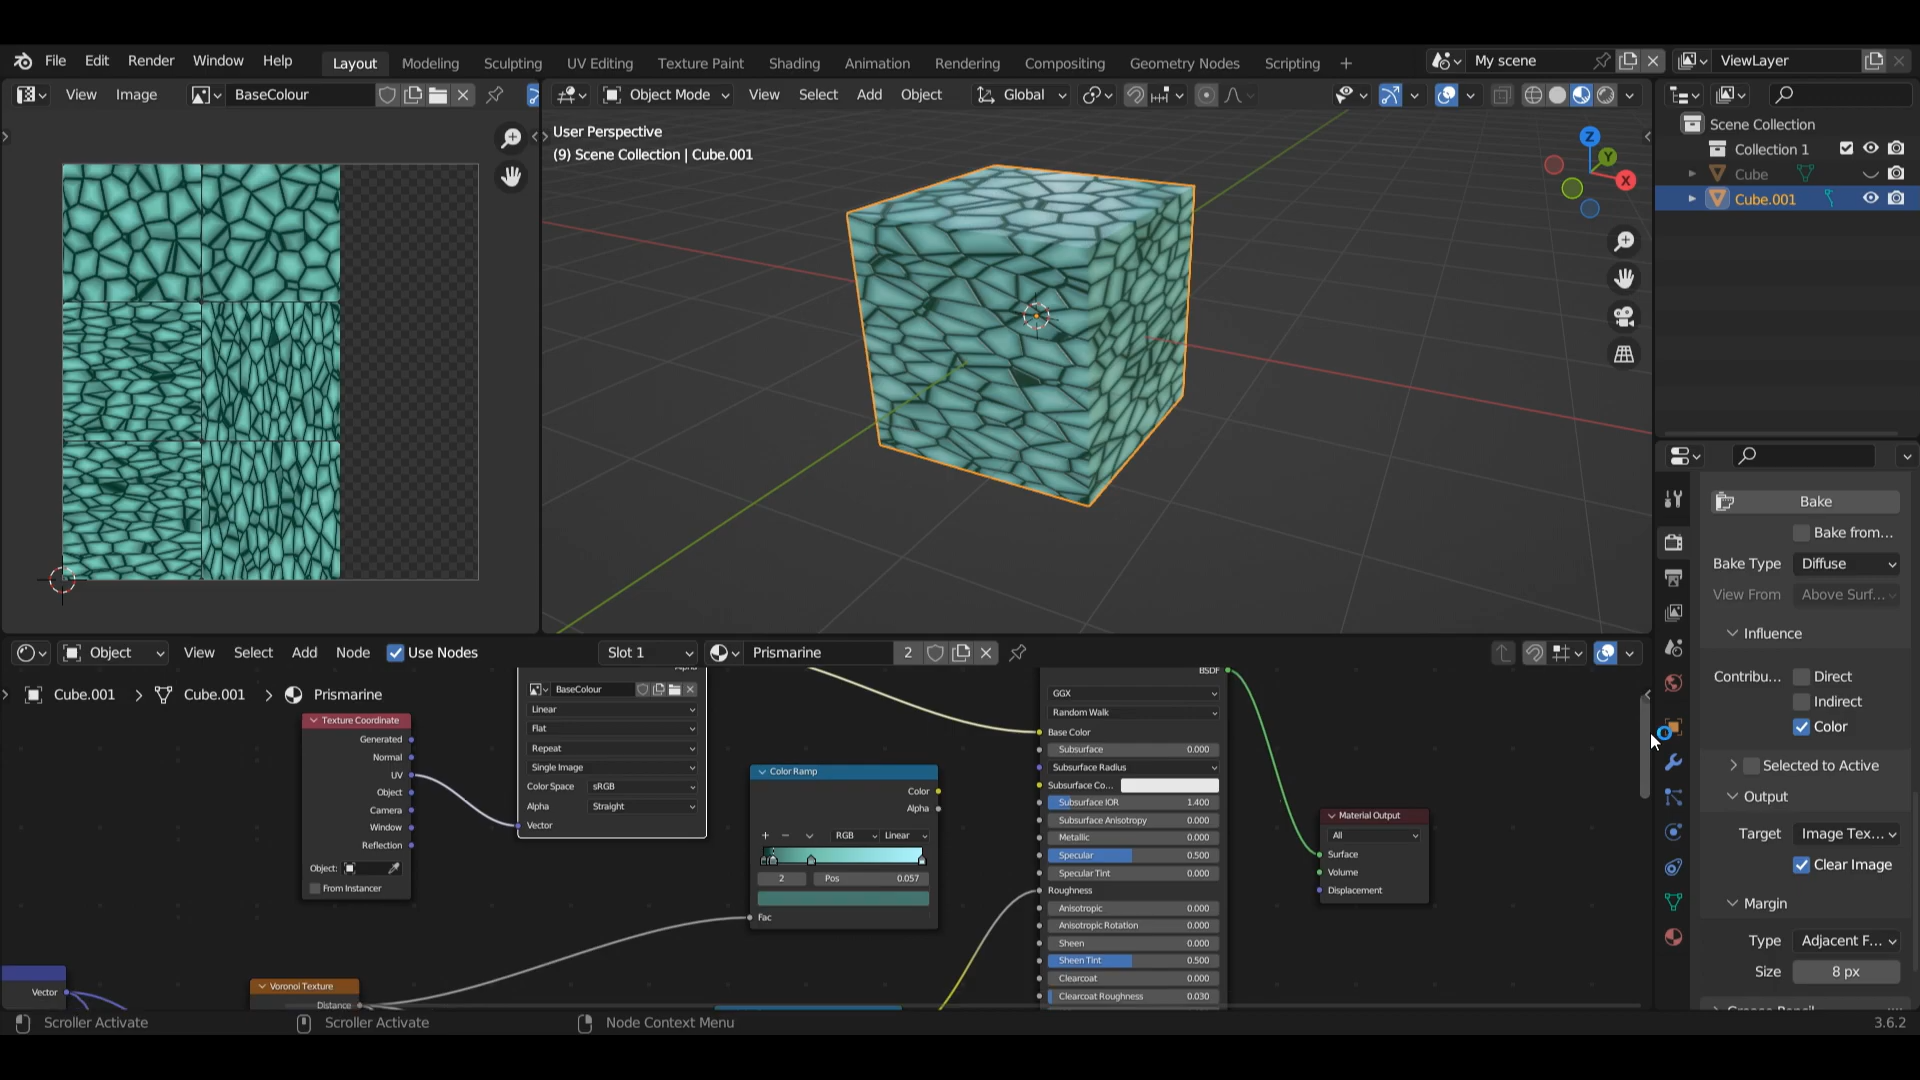 File Edit Render Window Help Layout Modeling Sculpting UV Editing Texture Paint Shading Animation Rendering Compositing Geometry Nodes Scripting + My scene ViewLayer
View Image BaseColour
Object Mode View Select Add Object Global
User Perspective
(9) Scene Collection | Cube.001
Z
Y
X
Scene Collection
Collection 1
Cube
Cube.001
Bake
Bake from...
Bake Type Diffuse
View From Above Surf...
Influence
Contribu... Direct
Indirect
Color
Selected to Active
Output
Target Image Tex...
Clear Image
Margin
Type Adjacent F...
Size 8 px
Object View Select Add Node Use Nodes Slot 1 Prismarine 2
Cube.001 > Cube.001 > Prismarine
Texture Coordinate
Generated
Normal
UV
Object
Camera
Window
Reflection
Object:
From Instancer
BaseColour
Linear
Flat
Repeat
Single Image
Color Space sRGB
Alpha Straight
Vector
Color Ramp
Color
Alpha
+ − RGB Linear
2 Pos 0.057
Fac
Vector
Voronoi Texture
Distance
BSDF
GGX
Random Walk
Base Color
Subsurface 0.000
Subsurface Radius
Subsurface Co...
Subsurface IOR 1.400
Subsurface Anisotropy 0.000
Metallic 0.000
Specular 0.500
Specular Tint 0.000
Roughness
Anisotropic 0.000
Anisotropic Rotation 0.000
Sheen 0.000
Sheen Tint 0.500
Clearcoat 0.000
Clearcoat Roughness 0.030
Material Output
All
Surface
Volume
Displacement
Scroller Activate Scroller Activate Node Context Menu 3.6.2